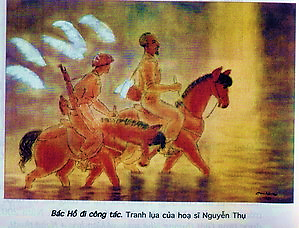 Bác Hồ đi công tác. Tranh lụa của hoạ sĩ Nguyễn Thụ